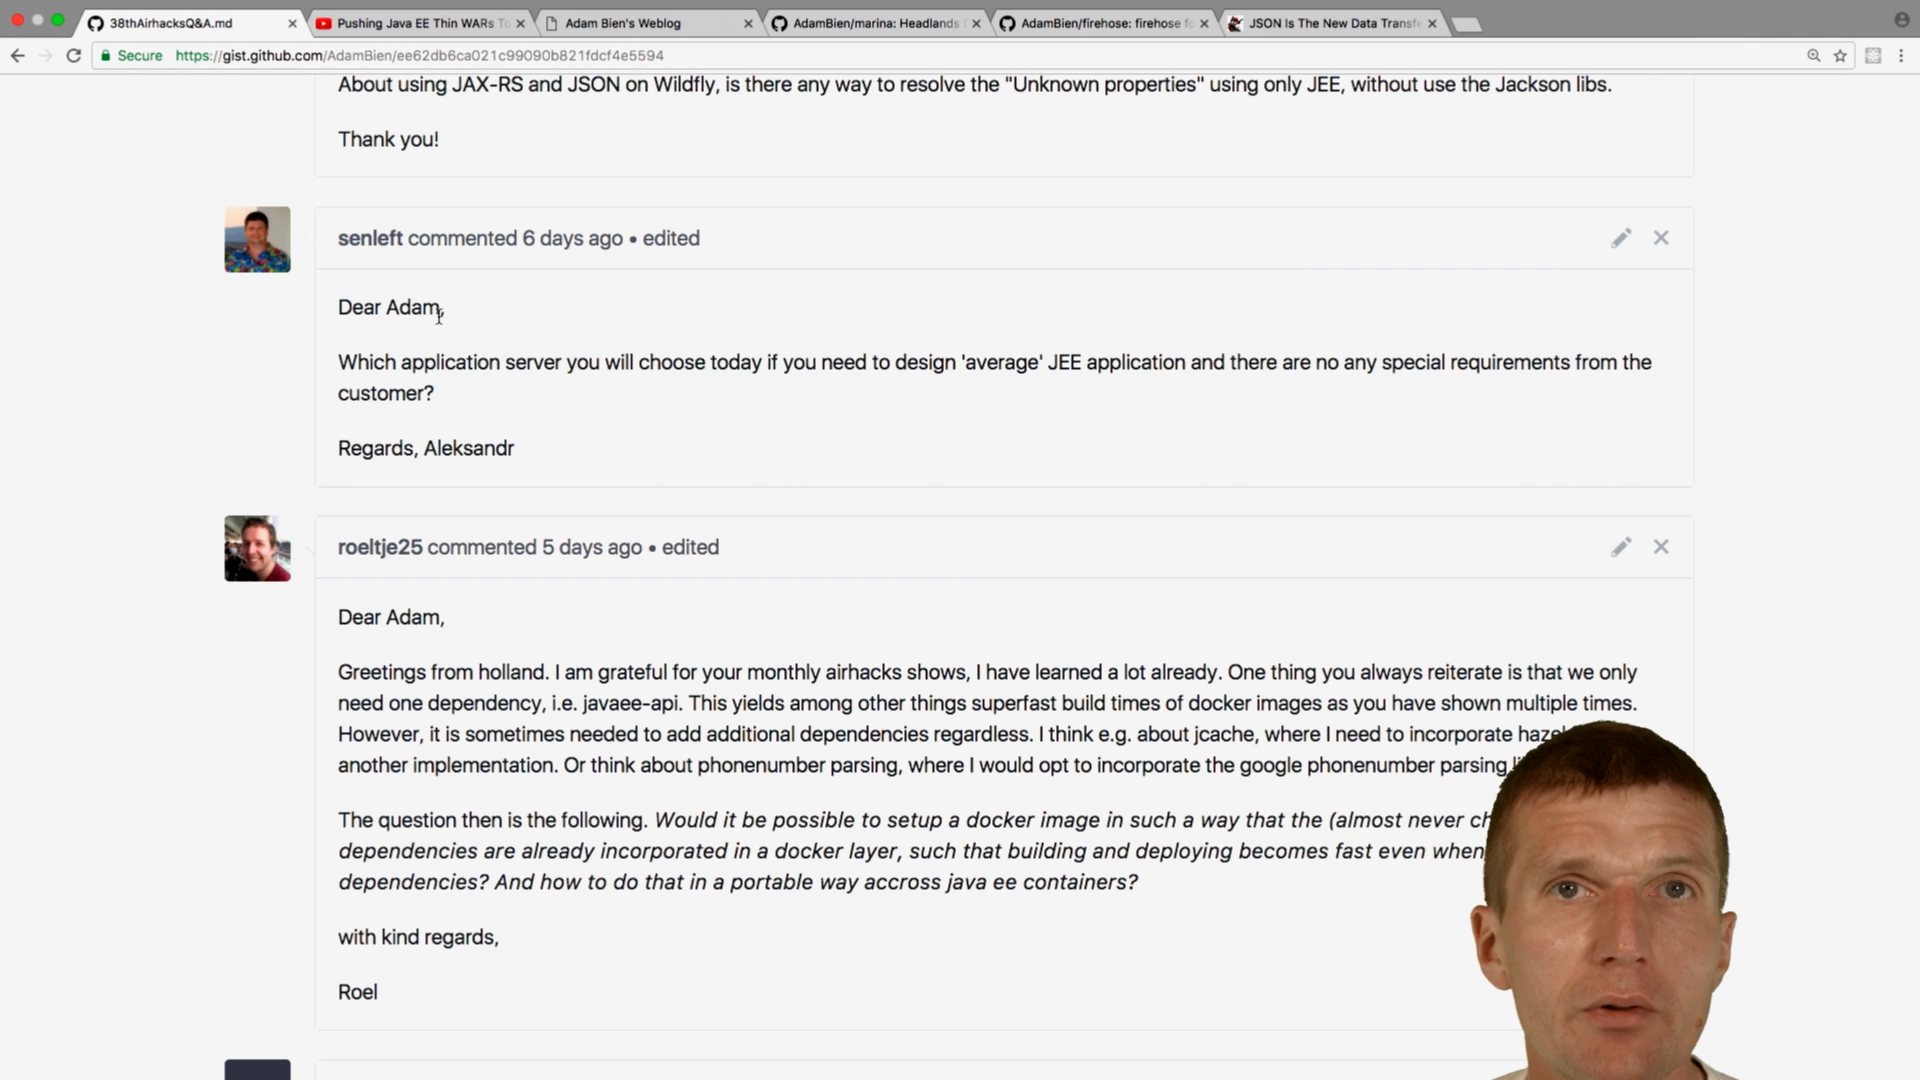 38thAirhacksQ&A.md
Pushing Java EE Thin WARs To
Adam Bien's Weblog
AdamBien/marina: Headlands
AdamBien/firehose: firehose fo
JSON Is The New Data Transfe
Secure https://gist.github.com/AdamBien/ee62db6ca021c99090b821fdcf4e5594
About using JAX-RS and JSON on Wildfly, is there any way to resolve the "Unknown properties" using only JEE, without use the Jackson libs.
Thank you!
senleft commented 6 days ago • edited
Dear Adam,
Which application server you will choose today if you need to design 'average' JEE application and there are no any special requirements from the
customer?
Regards, Aleksandr
roeltje25 commented 5 days ago • edited
Dear Adam,
Greetings from holland. I am grateful for your monthly airhacks shows, I have learned a lot already. One thing you always reiterate is that we only
need one dependency, i.e. javaee-api. This yields among other things superfast build times of docker images as you have shown multiple times.
However, it is sometimes needed to add additional dependencies regardless. I think e.g. about jcache, where I need to incorporate
another implementation. Or think about phonenumber parsing, where I would opt to incorporate the google phonenumber parsing
The question then is the following. Would it be possible to setup a docker image in such a way that the (almost never
dependencies are already incorporated in a docker layer, such that building and deploying becomes fast even when
dependencies? And how to do that in a portable way accross java ee containers?
with kind regards,
Roel